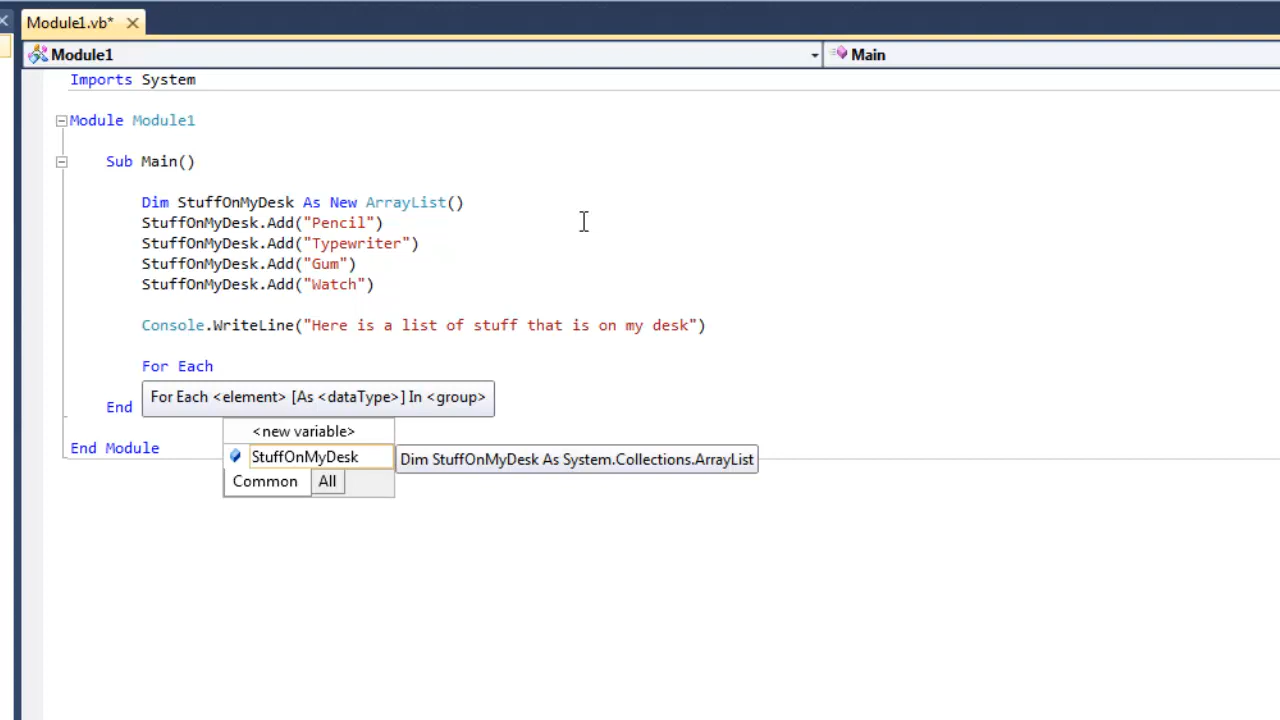 Module1.vb*
Module1
Main
Imports System
Module Module1
Sub Main()
Dim StuffOnMyDesk As New ArrayList()
StuffOnMyDesk.Add("Pencil")
StuffOnMyDesk.Add("Typewriter")
StuffOnMyDesk.Add("Gum")
StuffOnMyDesk.Add("Watch")
Console.WriteLine("Here is a list of stuff that is on my desk")
For Each
For Each <element> [As <dataType>] In <group>
End
<new variable>
End Module
StuffOnMyDesk
Dim StuffOnMyDesk As System.Collections.ArrayList
Common All